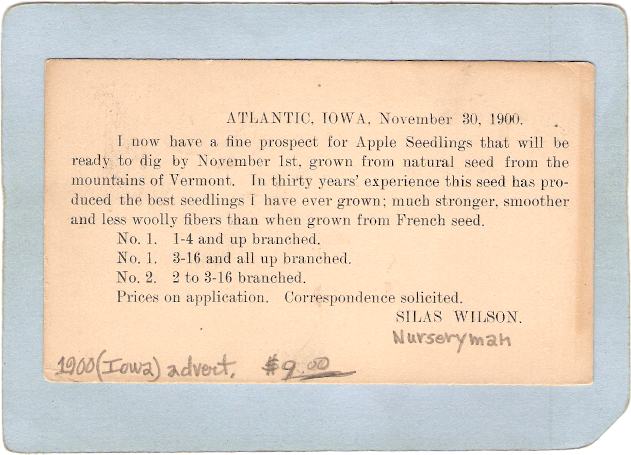 ATLANTIC, IOWA, November 30, 1900.
I now have a fine prospect for Apple Seedlings that will be
ready to dig by November 1st, grown from natural seed from the
mountains of Vermont. In thirty years' experience this seed has pro-
duced the best seedlings I have ever grown; much stronger, smoother
and less woolly fibers than when grown from French seed.
No. 1. 1-4 and up branched.
No. 1. 3-16 and all up branched.
No. 2. 2 to 3-16 branched.
Prices on application. Correspondence solicited.
SILAS WILSON.
Nurseryman
1900 (Iowa) advert. $9.00